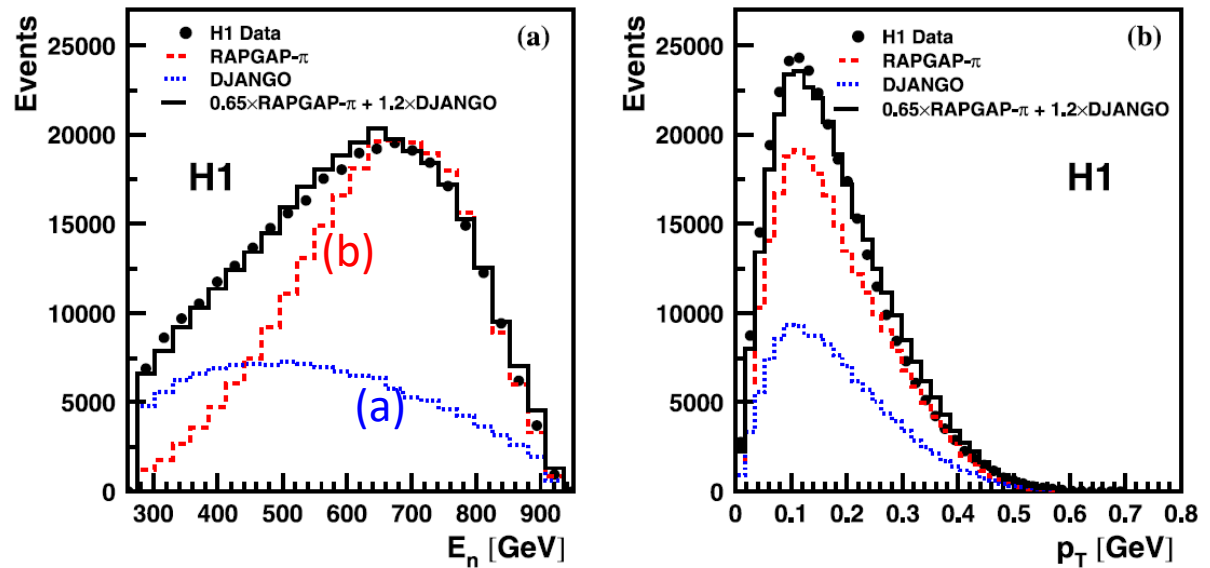 Events
25000
20000
15000
10000
5000
0
(a)
H1 Data
RAPGAP-π
DJANGO
0.65×RAPGAP-π + 1.2×DJANGO
H1
(b)
(a)
300 400 500 600 700 800 900
E_n [GeV]
Events
25000
20000
15000
10000
5000
0
(b)
H1 Data
RAPGAP-π
DJANGO
0.65×RAPGAP-π + 1.2×DJANGO
H1
0 0.1 0.2 0.3 0.4 0.5 0.6 0.7 0.8
p_T [GeV]